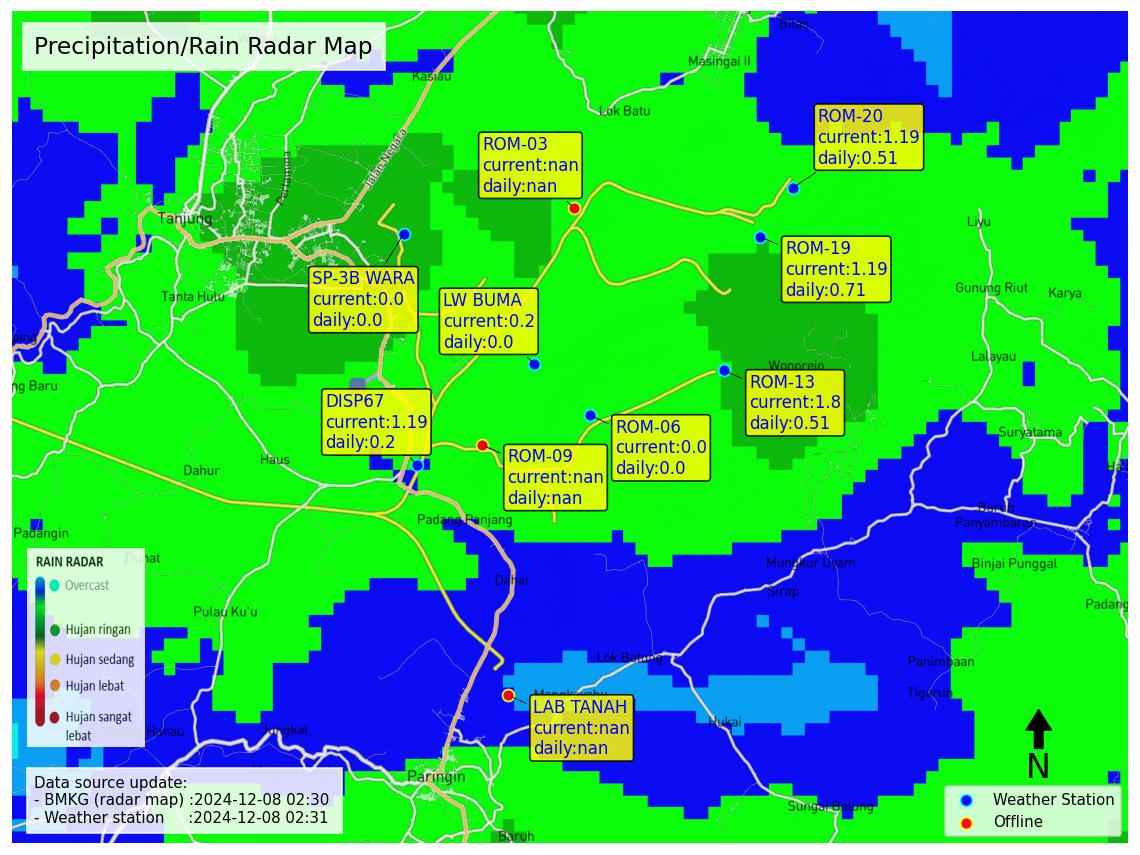 Precipitation/Rain Radar Map
Bilas
Masingai II
Kasiau
Lok Batu
ROM-20
current:1.19
daily:0.51
ROM-03
current:nan
daily:nan
Jalan Negara
Pertamina
Tanjung
Liyu
ROM-19
current:1.19
daily:0.71
SP-3B WARA
current:0.0
daily:0.0
LW BUMA
current:0.2
daily:0.0
Tanta Hulu
Gunung Riut
Karya
Lalayau
Wonorejo
ng Baru
ROM-13
current:1.8
daily:0.51
DISP67
current:1.19
daily:0.2
ROM-06
current:0.0
daily:0.0
Suryatama
ROM-09
current:nan
daily:nan
Haus
Dahur
Padang Panjang
Padangin
Panyambaran
Mungkur Uyam
Binjai Punggal
Dahai
Sirap
Padang
Pulau Ku`u
RAIN RADAR
Overcast
Hujan ringan
Hujan sedang
Hujan lebat
Hujan sangat
lebat
Lok Batung
Panimbaan
Tigarun
LAB TANAH
current:nan
daily:nan
Hukai
Jungkal
Paringin
Sungai Batung
Baruh
N
Data source update:
- BMKG (radar map) :2024-12-08 02:30
- Weather station :2024-12-08 02:31
Weather Station
Offline